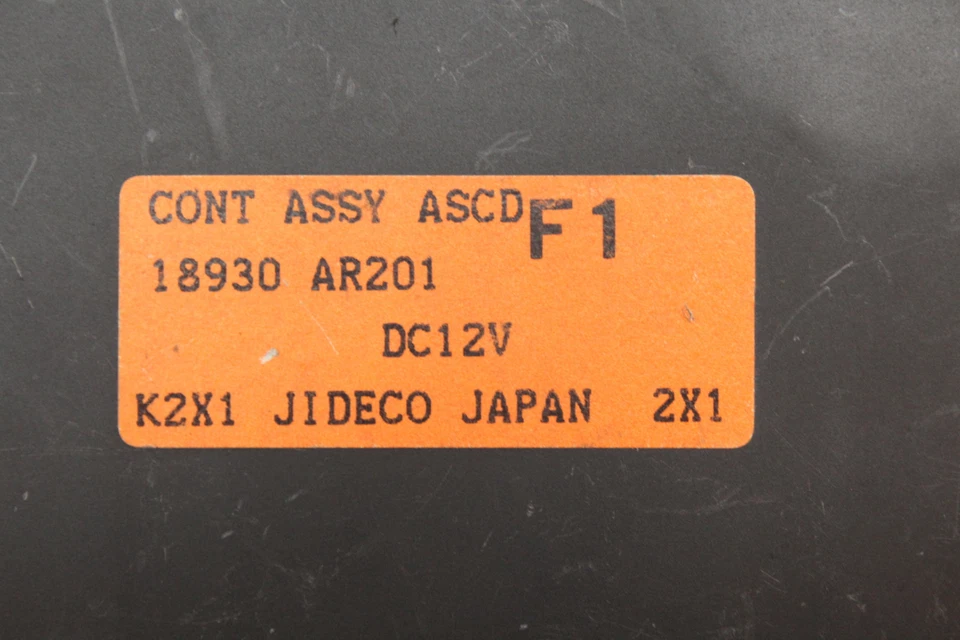 CONT ASSY ASCD F1
18930 AR201
DC12V
K2X1 JIDECO JAPAN 2X1